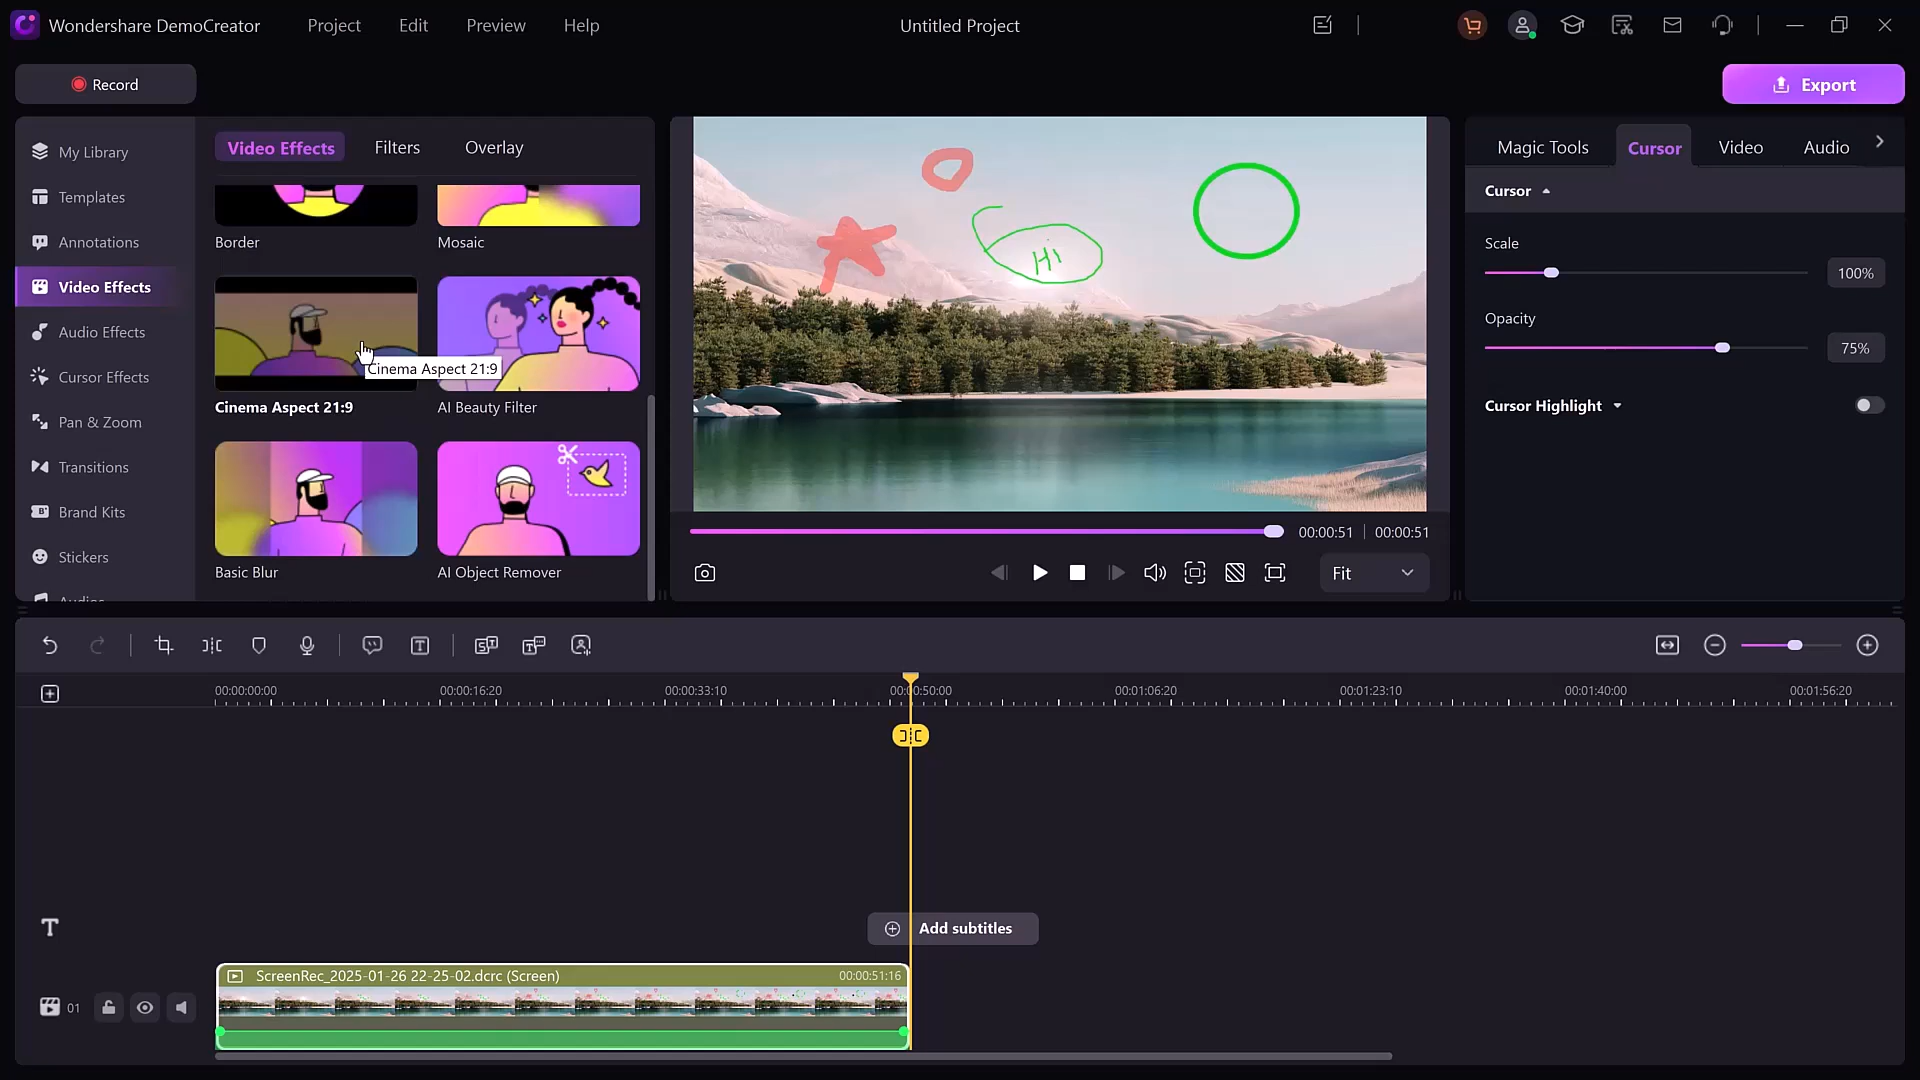 Wondershare DemoCreator
Project
Edit
Preview
Help
Untitled Project
Record
Export
My Library
Templates
Annotations
Video Effects
Audio Effects
Cursor Effects
Pan & Zoom
Transitions
Brand Kits
Stickers
Audios
Video Effects
Filters
Overlay
Border
Mosaic
Cinema Aspect 21:9
Cinema Aspect 21:9
AI Beauty Filter
Basic Blur
AI Object Remover
Hi
00:00:51 | 00:00:51
Fit
Magic Tools
Cursor
Video
Audio
Cursor
Scale
100%
Opacity
75%
Cursor Highlight
00:00:00:00
00:00:16:20
00:00:33:10
00:00:50:00
00:01:06:20
00:01:23:10
00:01:40:00
00:01:56:20
T
Add subtitles
ScreenRec_2025-01-26 22-25-02.dcrc (Screen)
00:00:51:16
01